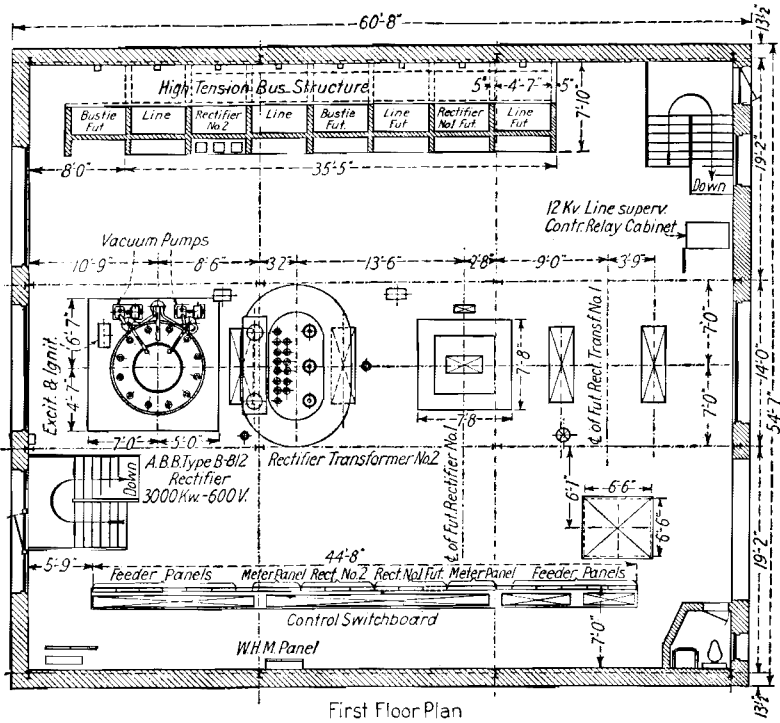 60'-8"
13½"
High Tension Bus Structure
5" 4'-7" 5"
Bustie Fut.
Line
Rectifier No.2
Line
Bustie Fut.
Line Fut.
Rectifier No.1 Fut.
Line Fut.
7'-10"
19'-2"
8'-0"
35'-5"
Down
12 Kv. Line superv.
Contr. Relay Cabinet
Vacuum Pumps
10'-9"
8'-6"
3'2"
13'-6"
2'-8"
9'-0"
3'-9"
Excit. & Ignit.
6'-7"
4'-7"
7'-0"
5'-0"
7'-8"
7'-8
℄ of Fut. Rect. Transf. No.1
7'-0"
7'-0"
14'-0"
54'-7"
A.B.B. Type B-B12
Rectifier
3000 Kw.-600 V.
Rectifier Transformer No.2
℄ of Fut. Rectifier No.1
Down
6'-1"
6'-6"
6'-6"
19'-2"
5'-9"
44'-8"
Feeder Panels
Meter Panel
Rect. No.2
Rect. No.1 Fut.
Meter Panel
Feeder Panels
Control Switchboard
7'-0"
W.H.M. Panel
13½"
First Floor Plan